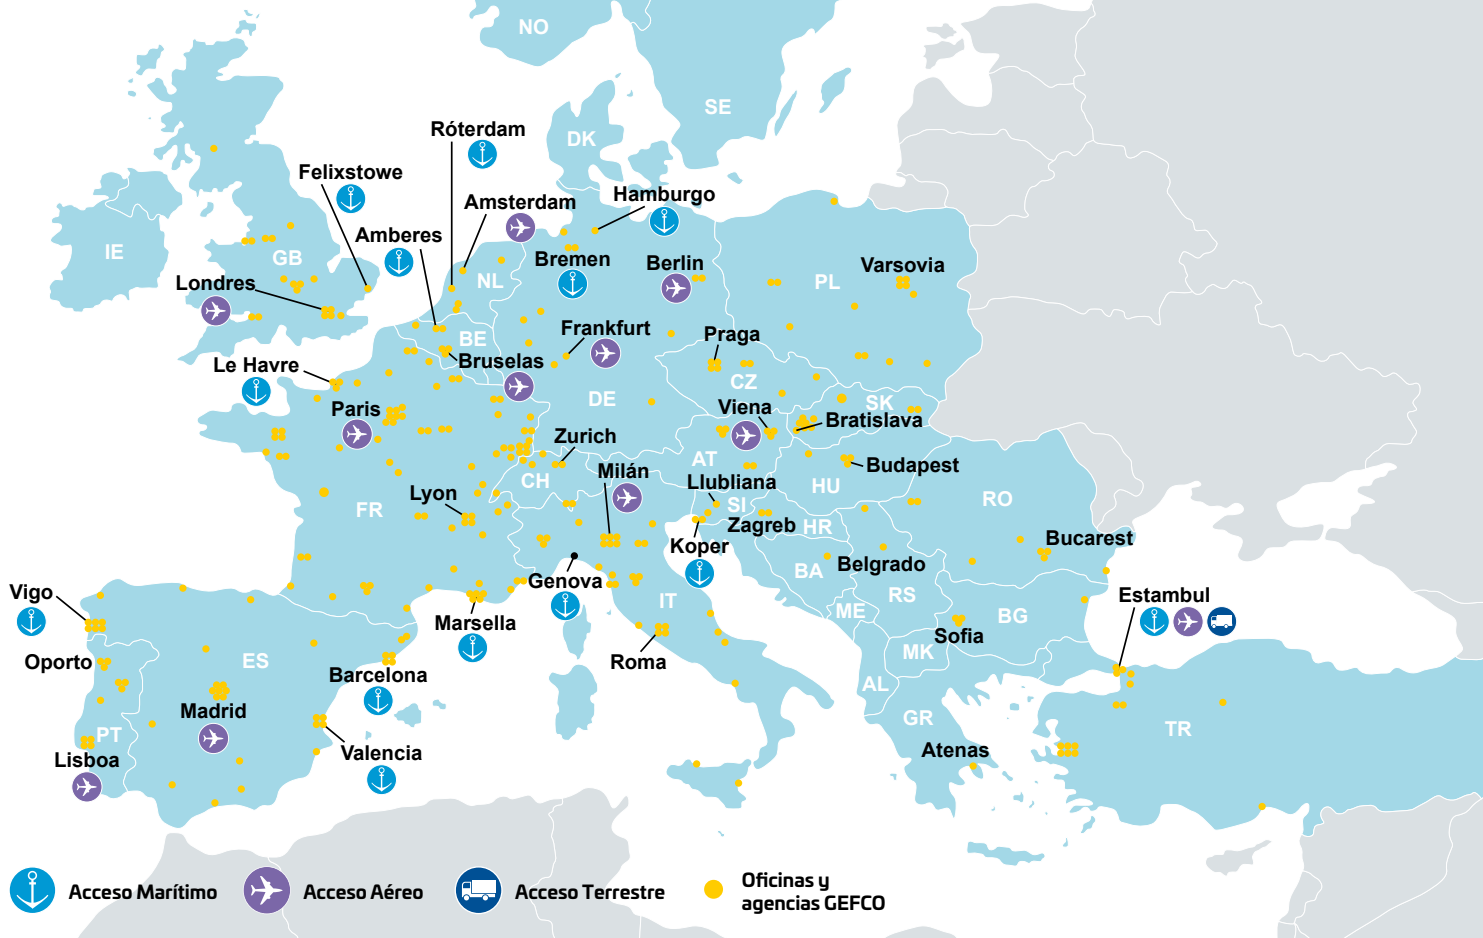 NO
SE
DK
Róterdam
Felixstowe
Amsterdam
Hamburgo
Amberes
IE
GB
Bremen
Berlin
Varsovia
Londres
NL
PL
Frankfurt
Praga
BE
Bruselas
Le Havre
CZ
DE
SK
Paris
Viena
Bratislava
Zurich
AT
Budapest
Milán
CH
Llubliana
HU
Lyon
SI
RO
FR
Zagreb
HR
Koper
Bucarest
Belgrado
BA
Genova
Vigo
IT
RS
Estambul
ME
BG
Marsella
Sofia
Oporto
ES
Roma
MK
Barcelona
AL
Madrid
GR
PT
TR
Valencia
Atenas
Lisboa
Acceso Marítimo
Acceso Aéreo
Acceso Terrestre
Oficinas y
agencias GEFCO